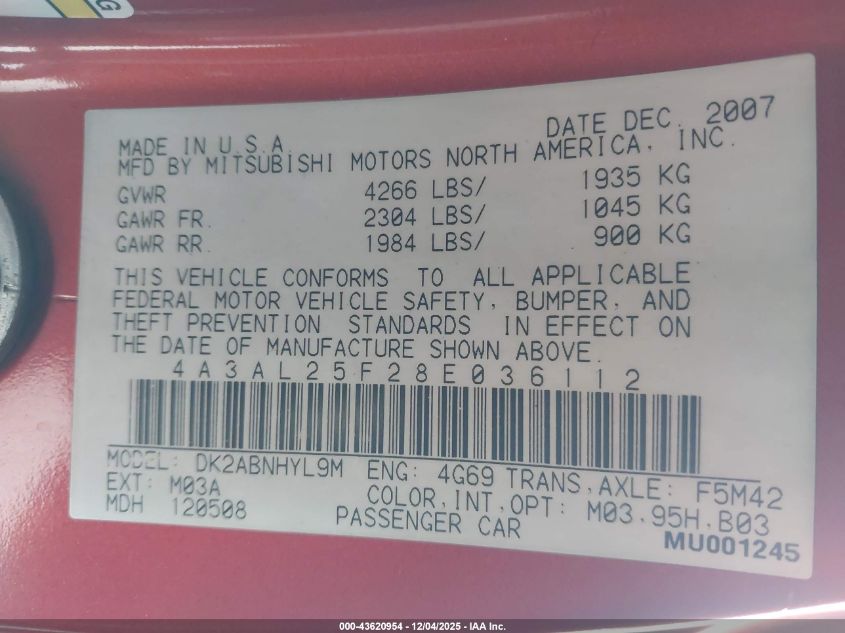 G
DATE DEC. 2007
MADE IN U.S.A.
MFD BY MITSUBISHI MOTORS NORTH AMERICA, INC.
GVWR 4266 LBS/ 1935 KG
GAWR FR. 2304 LBS/ 1045 KG
GAWR RR. 1984 LBS/ 900 KG
THIS VEHICLE CONFORMS TO ALL APPLICABLE
FEDERAL MOTOR VEHICLE SAFETY, BUMPER, AND
THEFT PREVENTION STANDARDS IN EFFECT ON
THE DATE OF MANUFACTURE SHOWN ABOVE.
4A3AL25F28E036112
MODEL: DK2ABNHYL9M ENG: 4G69 TRANS,AXLE: F5M42
EXT: M03A COLOR,INT,OPT: M03.95H.B03
MDH 120508 PASSENGER CAR
MU001245
000-43620954 - 12/04/2025 - IAA Inc.